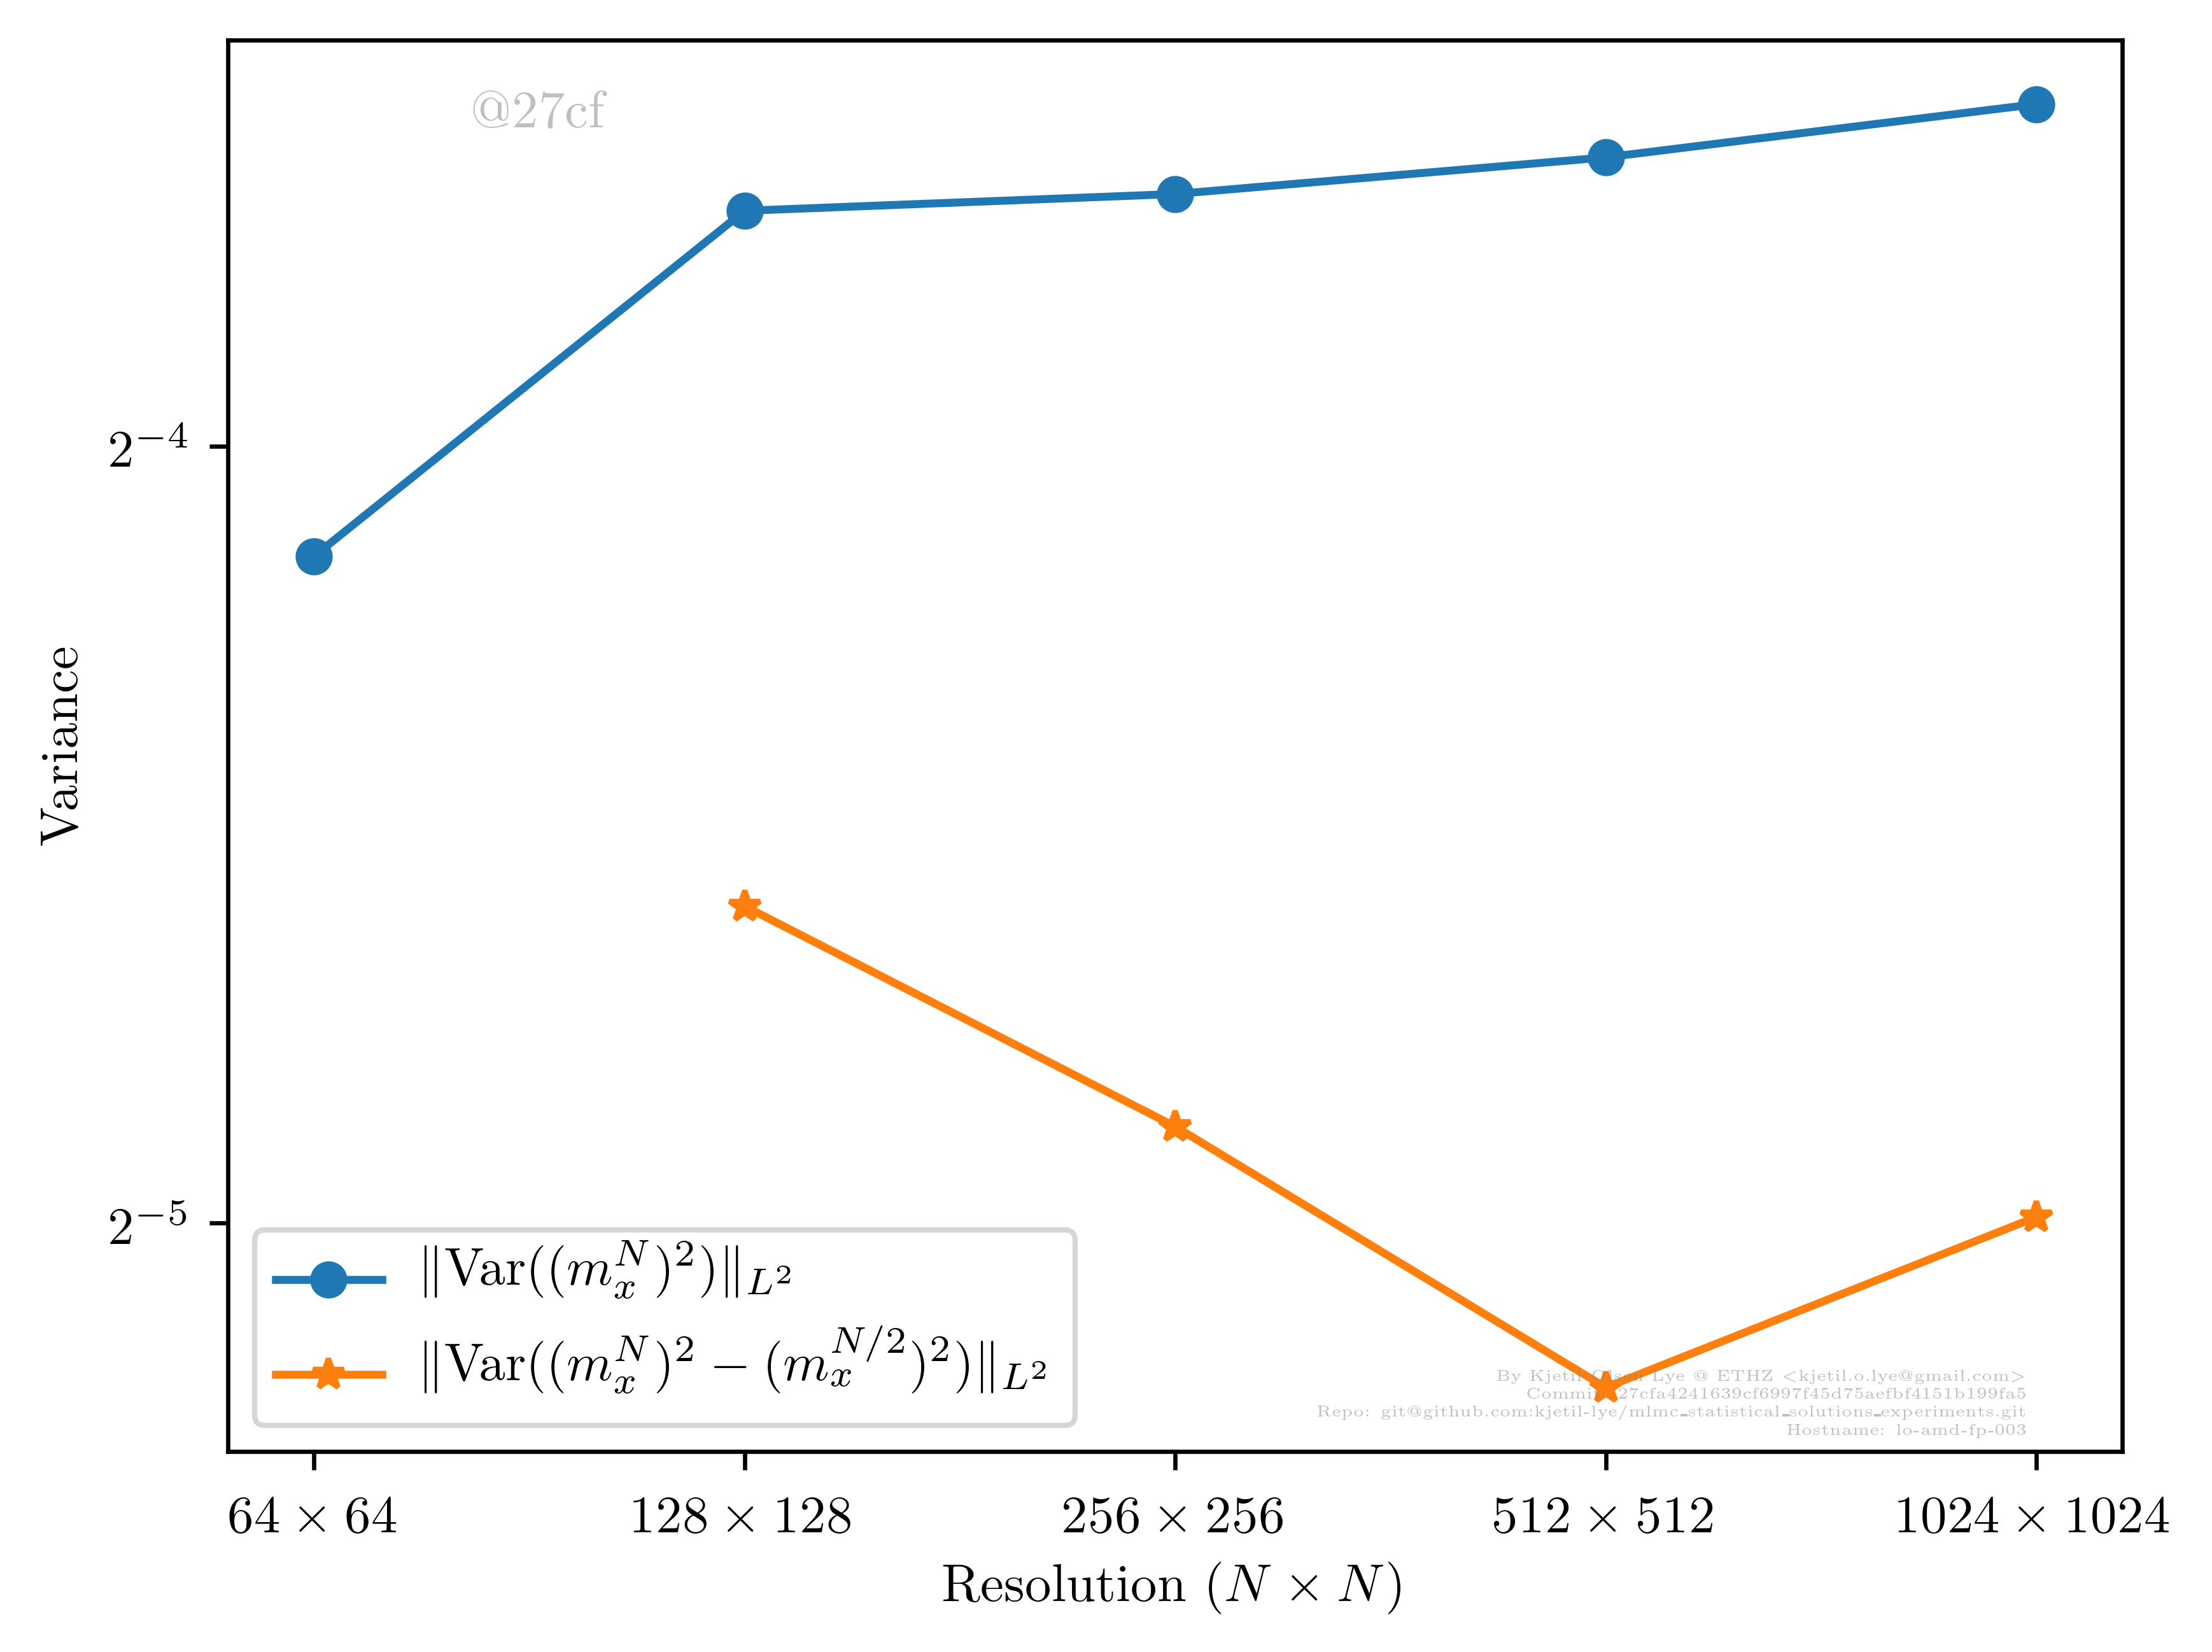 @27cf
Variance
2^{-4}
2^{-5}
‖Var((m_x^N)^2)‖_{L^2}
‖Var((m_x^N)^2 − (m_x^{N/2})^2)‖_{L^2}
By Kjetil Olsen Lye @ ETHZ <kjetil.o.lye@gmail.com>
Commit: 27cfa4241639cf6997f45d75aefbf4151b199fa5
Repo: git@github.com:kjetil-lye/mlmc_statistical_solutions_experiments.git
Hostname: lo-amd-fp-003
64 × 64 128 × 128 256 × 256 512 × 512 1024 × 1024
Resolution (N × N)